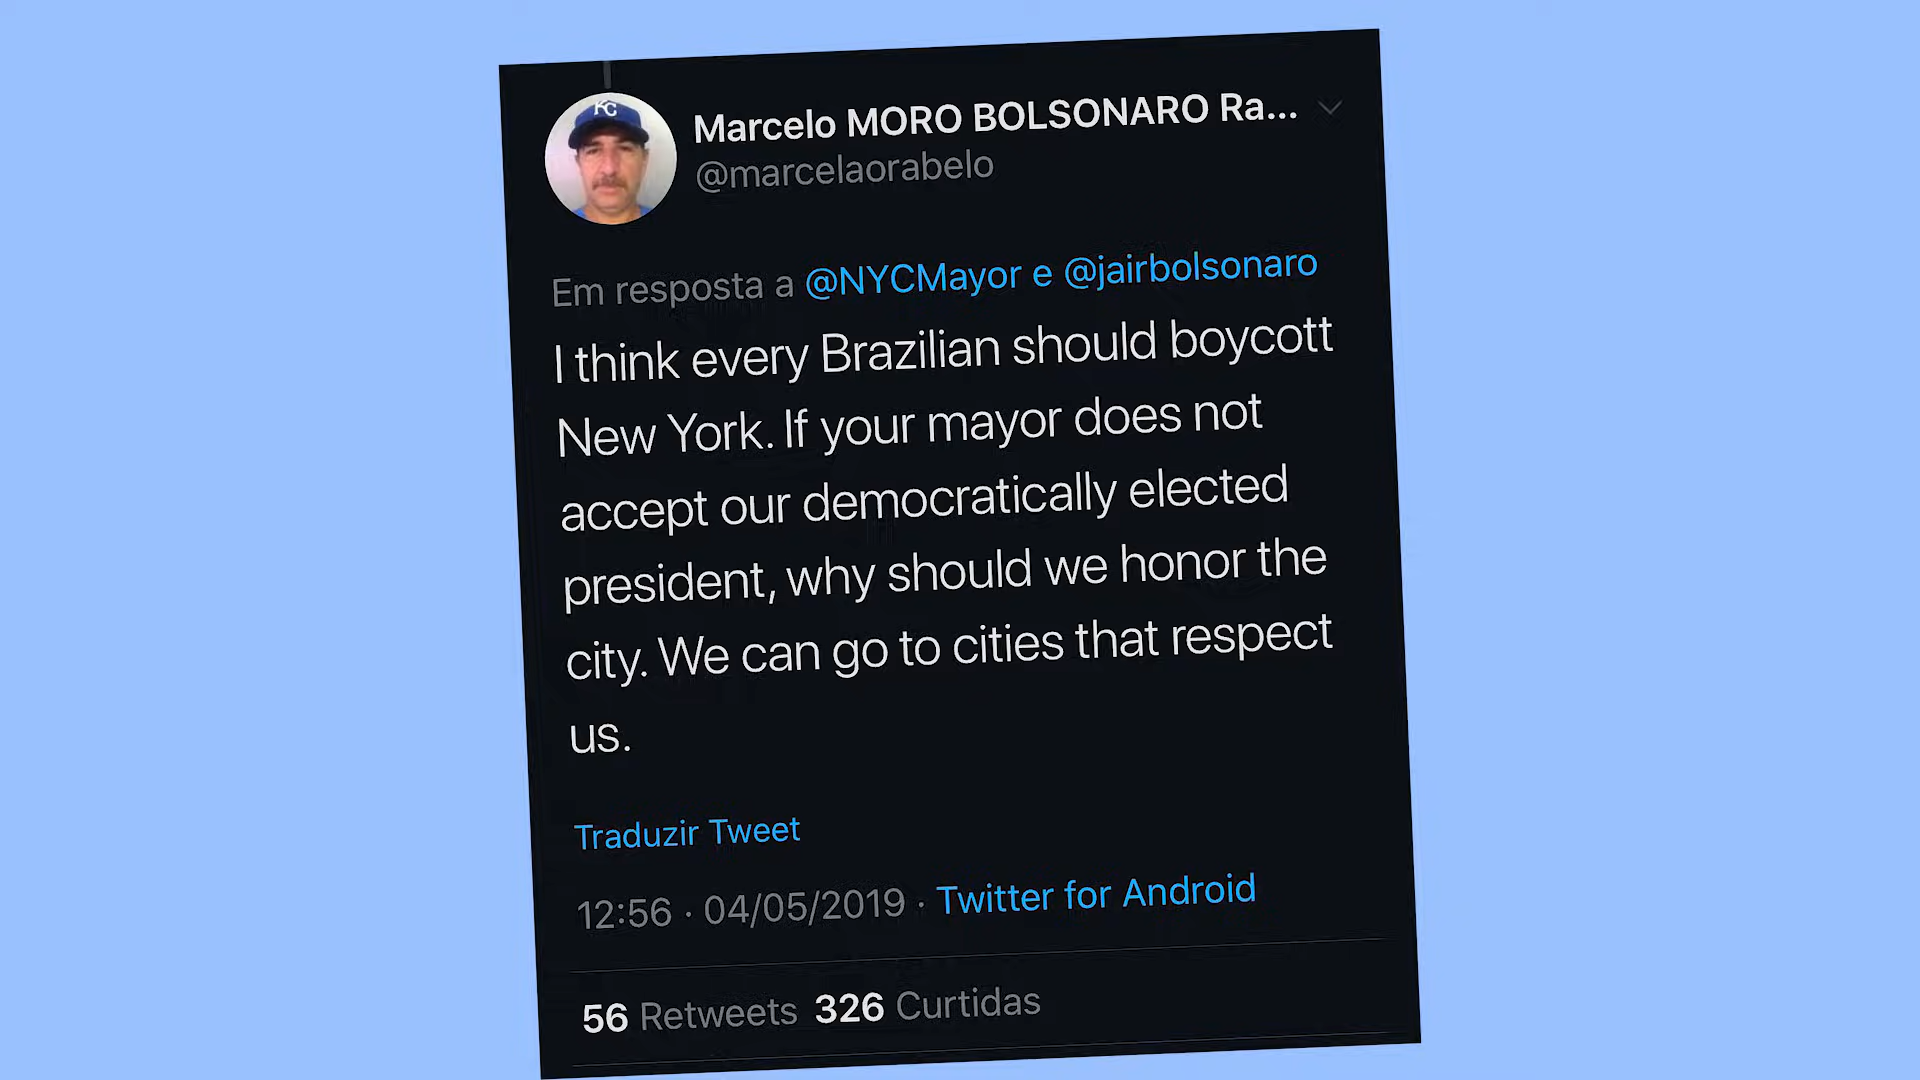 KC
Marcelo MORO BOLSONARO Ra...
@marcelaorabelo
Em resposta a @NYCMayor e @jairbolsonaro
I think every Brazilian should boycott
New York. If your mayor does not
accept our democratically elected
president, why should we honor the
city. We can go to cities that respect
us.
Traduzir Tweet
12:56 · 04/05/2019 · Twitter for Android
56 Retweets 326 Curtidas